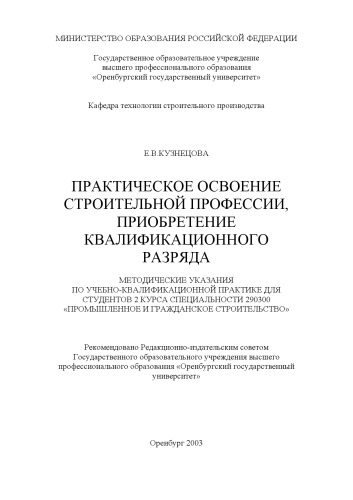 МИНИСТЕРСТВО ОБРАЗОВАНИЯ РОССИЙСКОЙ ФЕДЕРАЦИИ
Государственное образовательное учреждение
высшего профессионального образования
«Оренбургский государственный университет»
Кафедра технологии строительного производства
Е.В.КУЗНЕЦОВА
ПРАКТИЧЕСКОЕ ОСВОЕНИЕ
СТРОИТЕЛЬНОЙ ПРОФЕССИИ,
ПРИОБРЕТЕНИЕ
КВАЛИФИКАЦИОННОГО
РАЗРЯДА
МЕТОДИЧЕСКИЕ УКАЗАНИЯ
ПО УЧЕБНО-КВАЛИФИКАЦИОННОЙ ПРАКТИКЕ ДЛЯ
СТУДЕНТОВ 2 КУРСА СПЕЦИАЛЬНОСТИ 290300
«ПРОМЫШЛЕННОЕ И ГРАЖДАНСКОЕ СТРОИТЕЛЬСТВО»
Рекомендовано Редакционно-издательским советом
Государственного образовательного учреждения высшего
профессионального образования «Оренбургский государственный
университет»
Оренбург 2003